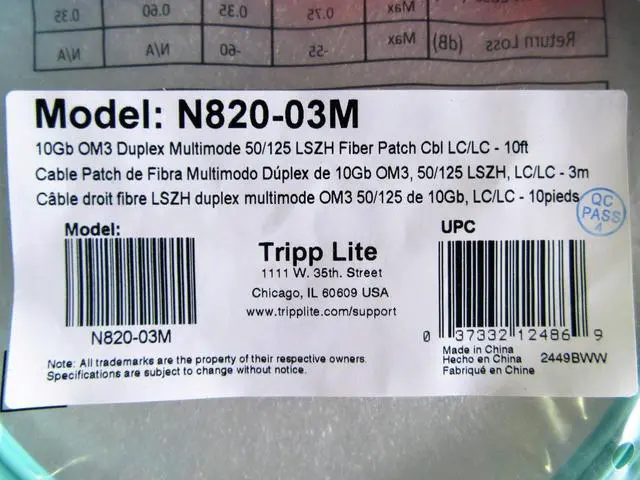 0.35 0.60 0.35 0.75 Max
N/A N/A -60 -55 Max Return Loss (dB)
Model: N820-03M
10Gb OM3 Duplex Multimode 50/125 LSZH Fiber Patch Cbl LC/LC - 10ft
Cable Patch de Fibra Multimodo Dúplex de 10Gb OM3, 50/125 LSZH, LC/LC - 3m
Câble droit fibre LSZH duplex multimode OM3 50/125 de 10Gb, LC/LC - 10pieds
QC
PASS
4
Model:
N820-03M
Tripp Lite
1111 W. 35th. Street
Chicago, IL 60609 USA
www.tripplite.com/support
UPC
0 37332 12486 9
Made in China
Hecho en China 2449BWW
Fabriqué en Chine
Note: All trademarks are the property of their respective owners.
Specifications are subject to change without notice.